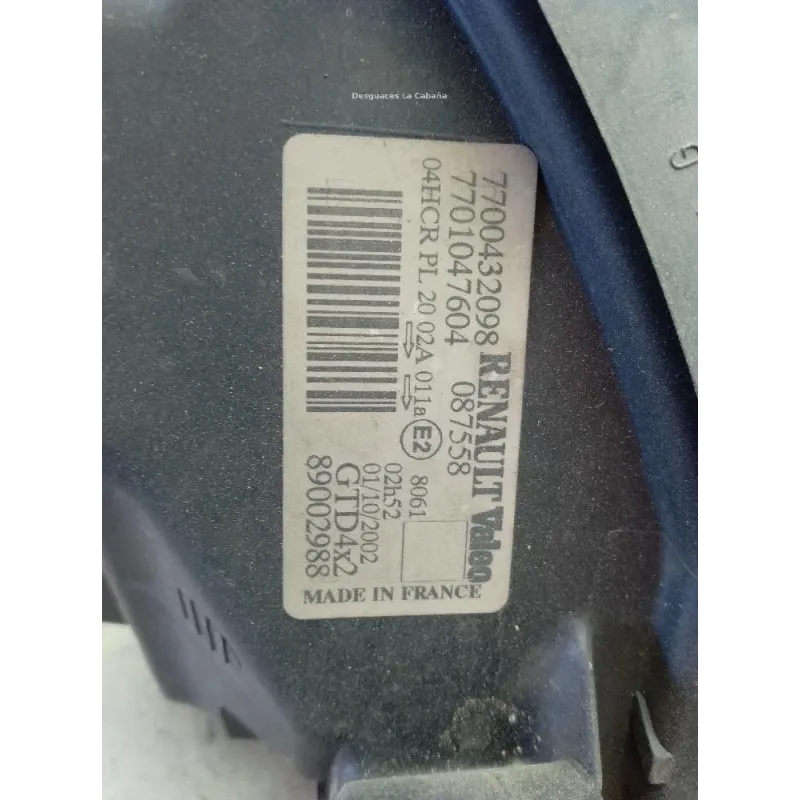 Desguaces La Cabaña
7700432098 RENAULT Valeo
7701047604 087558
04HCR PL 20 02A 011a E2 8061
02h52
01/10/2002
GTD4x2
89002988
MADE IN FRANCE
G